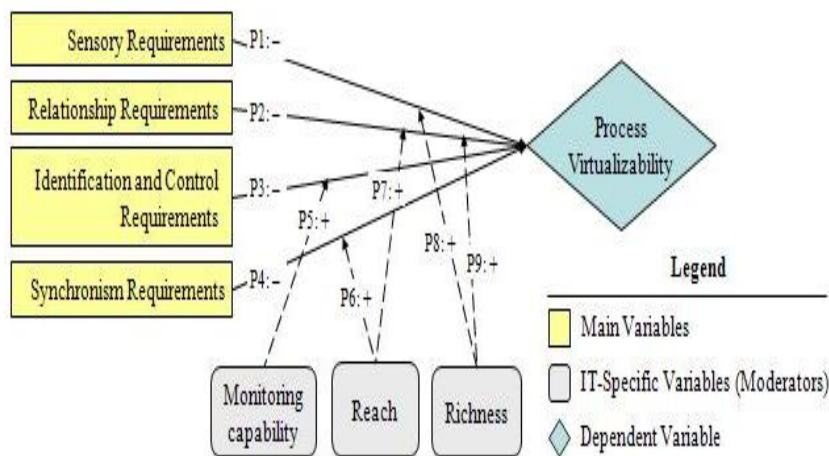 Sensory Requirements
P1: –
Relationship Requirements
P2: –
Identification and Control
Requirements
P3: –
Synchronism Requirements
P4: –
P5: +
P6: +
P7: +
P8: +
P9: +
Process
Virtualizability
Monitoring
capability
Reach
Richness
Legend
Main Variables
IT-Specific Variables (Moderators)
Dependent Variable